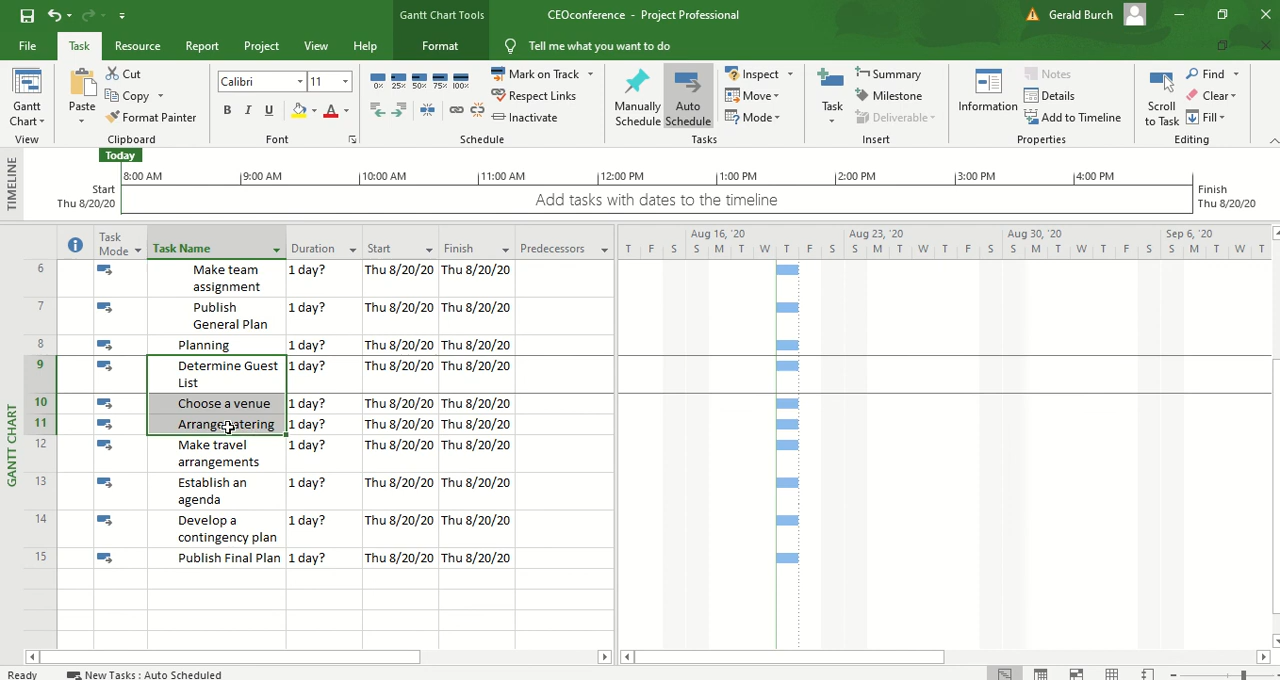 Gantt Chart Tools
CEOconference - Project Professional
Gerald Burch
File Task Resource Report Project View Help Format Tell me what you want to do
Gantt Chart
View
Paste
Cut
Copy
Format Painter
Clipboard
Calibri 11
B I U A
Font
0% 25% 50% 75% 100%
Mark on Track
Respect Links
Inactivate
Schedule
Manually Schedule
Auto Schedule
Inspect
Move
Mode
Tasks
Task
Summary
Milestone
Deliverable
Insert
Information
Notes
Details
Add to Timeline
Properties
Scroll to Task
Find
Clear
Fill
Editing
TIMELINE
Today
8:00 AM 9:00 AM 10:00 AM 11:00 AM 12:00 PM 1:00 PM 2:00 PM 3:00 PM 4:00 PM
Start
Thu 8/20/20
Add tasks with dates to the timeline
Finish
Thu 8/20/20
GANTT CHART
Task Mode Task Name Duration Start Finish Predecessors
Aug 16, '20 Aug 23, '20 Aug 30, '20 Sep 6, '20
T F S S M T W T F S S M T W T F S S M T W T F S S M T W T
6 Make team assignment 1 day? Thu 8/20/20 Thu 8/20/20
7 Publish General Plan 1 day? Thu 8/20/20 Thu 8/20/20
8 Planning 1 day? Thu 8/20/20 Thu 8/20/20
9 Determine Guest List 1 day? Thu 8/20/20 Thu 8/20/20
10 Choose a venue 1 day? Thu 8/20/20 Thu 8/20/20
11 Arrange catering 1 day? Thu 8/20/20 Thu 8/20/20
12 Make travel arrangements 1 day? Thu 8/20/20 Thu 8/20/20
13 Establish an agenda 1 day? Thu 8/20/20 Thu 8/20/20
14 Develop a contingency plan 1 day? Thu 8/20/20 Thu 8/20/20
15 Publish Final Plan 1 day? Thu 8/20/20 Thu 8/20/20
Ready New Tasks : Auto Scheduled